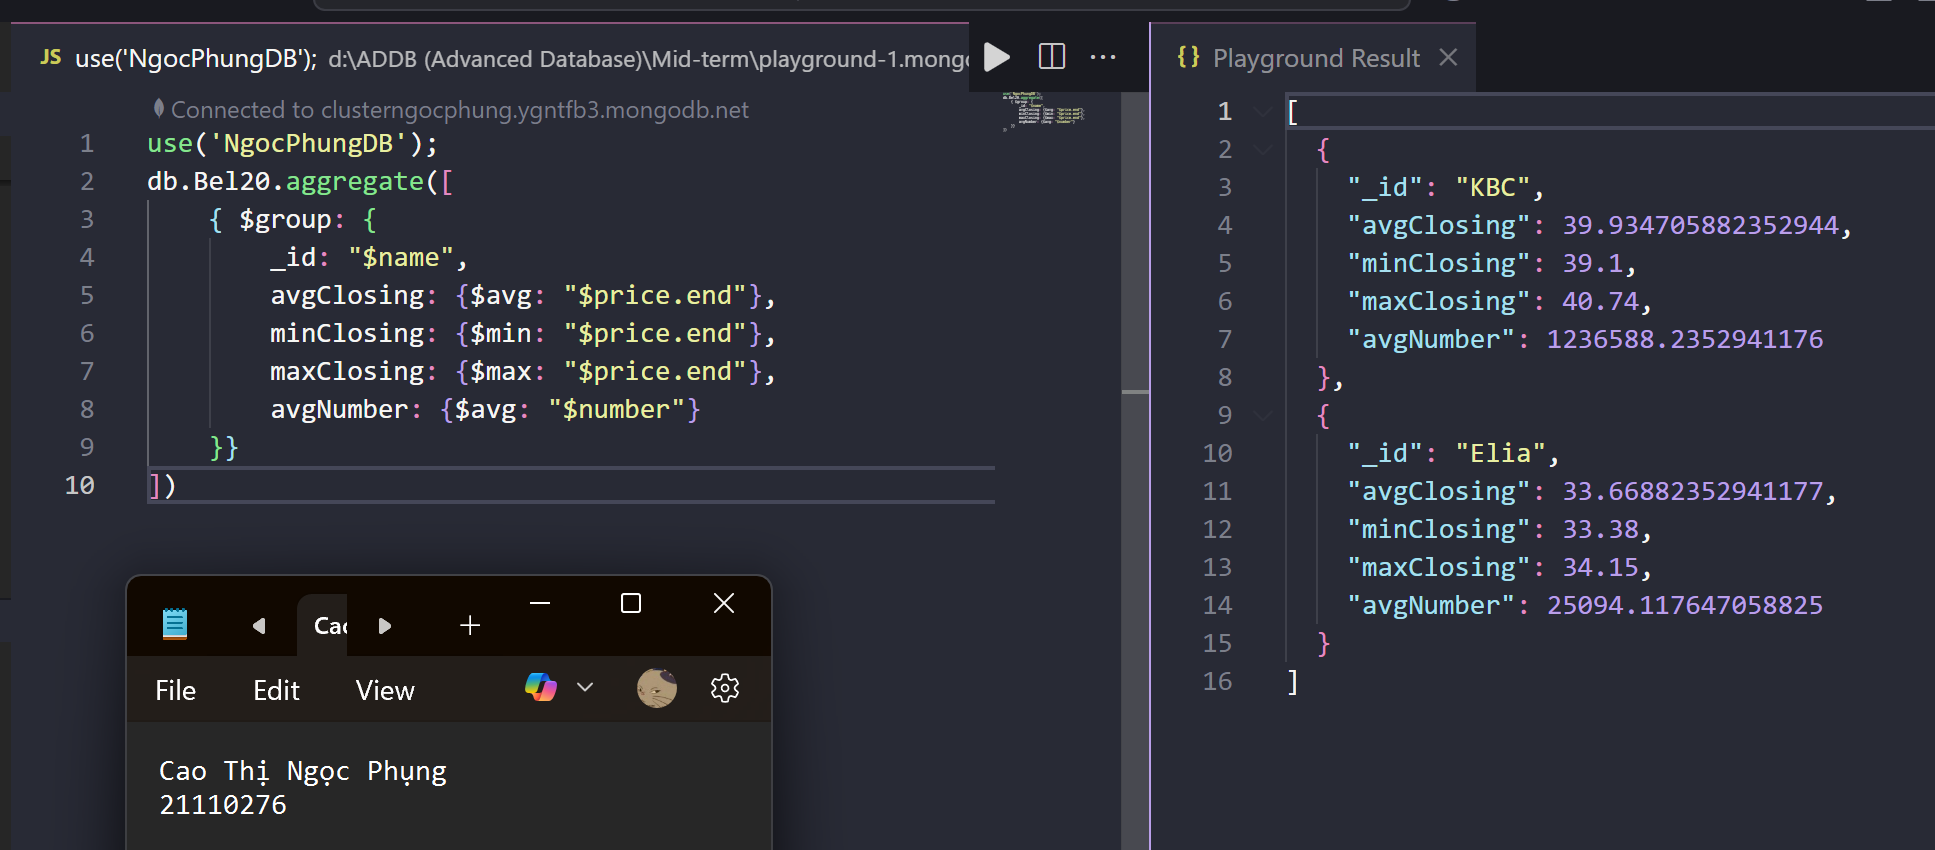 JS use('NgocPhungDB'); d:\ADDB (Advanced Database)\Mid-term\playground-1.mongo
Connected to clusterngocphung.ygntfb3.mongodb.net
1 use('NgocPhungDB');
2 db.Bel20.aggregate([
3 { $group: {
4 _id: "$name",
5 avgClosing: {$avg: "$price.end"},
6 minClosing: {$min: "$price.end"},
7 maxClosing: {$max: "$price.end"},
8 avgNumber: {$avg: "$number"}
9 }}
10 ])
Cao
File Edit View
Cao Thị Ngọc Phụng
21110276
{} Playground Result
1 [
2 {
3 "_id": "KBC",
4 "avgClosing": 39.934705882352944,
5 "minClosing": 39.1,
6 "maxClosing": 40.74,
7 "avgNumber": 1236588.2352941176
8 },
9 {
10 "_id": "Elia",
11 "avgClosing": 33.66882352941177,
12 "minClosing": 33.38,
13 "maxClosing": 34.15,
14 "avgNumber": 25094.117647058825
15 }
16 ]